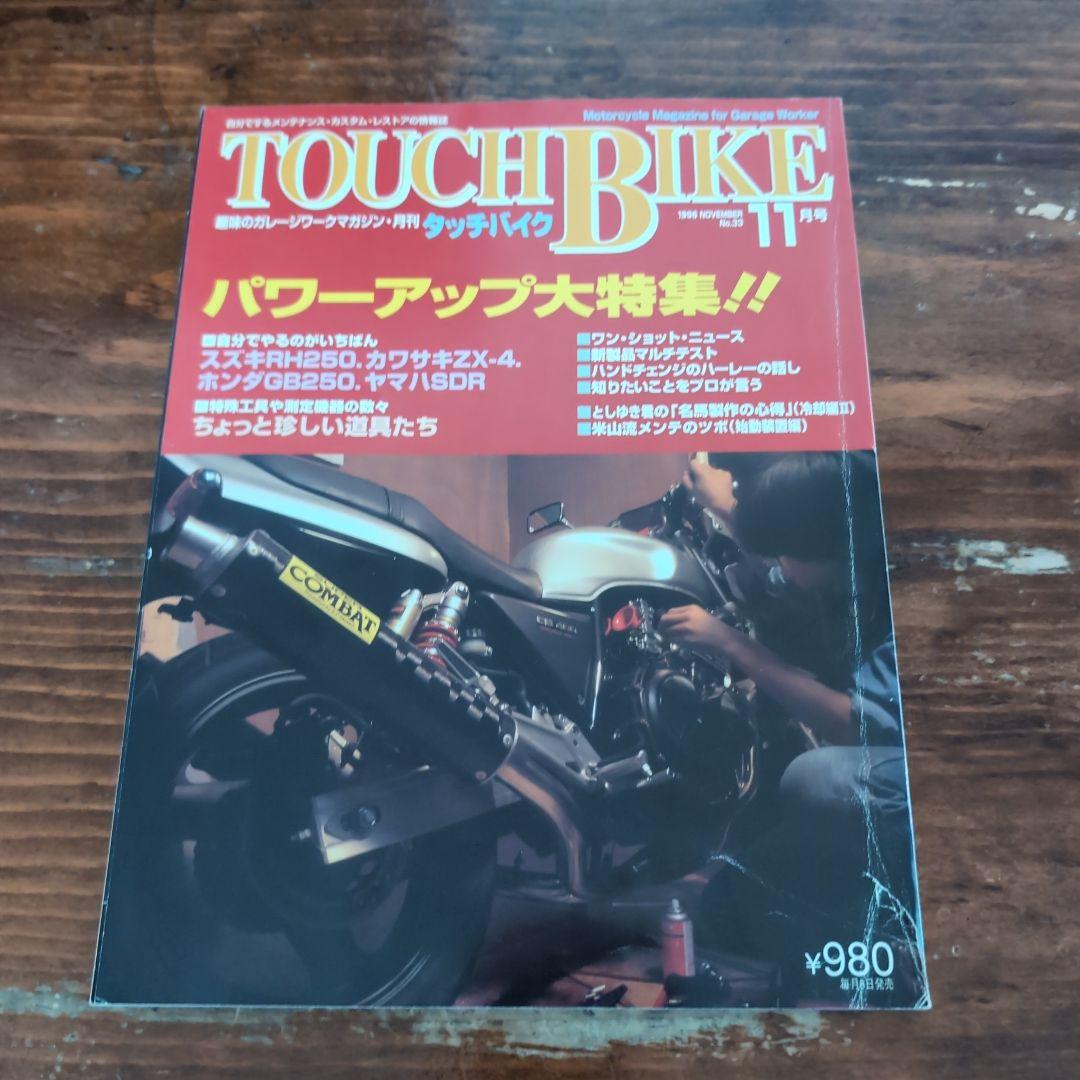 自分でするメンテナンス・カスタム・レストアの情報誌
Motorcycle Magazine for Garage Worker
TOUCH BIKE
趣味のガレージワークマガジン・月刊 タッチバイク
1996 NOVEMBER
No.33
11月号
パワーアップ大特集!!
■自分でやるのがいちばん
スズキRH250. カワサキZX-4.
ホンダGB250. ヤマハSDR
■特殊工具や測定機器の数々
ちょっと珍しい道具たち
■ワン・ショット・ニュース
■新製品マルチテスト
■ハンドチェンジのハーレーの話し
■知りたいことをプロが言う
■としゆき君の「名馬製作の心得」(冷却編II)
■米山流メンテのツボ(始動装置編)
COMBAT
CB400
¥980
毎月6日発売